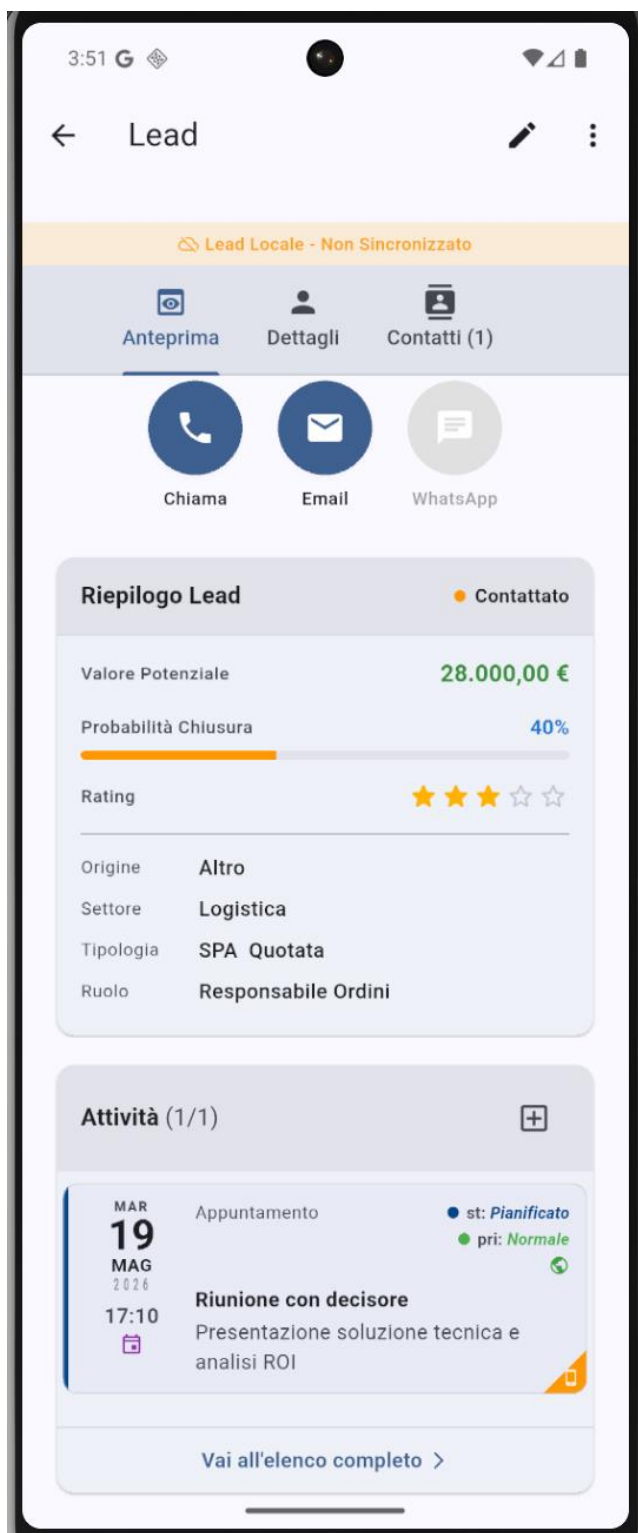 3:51 G
Lead
Lead Locale - Non Sincronizzato
Anteprima Dettagli Contatti (1)
Chiama Email WhatsApp
Riepilogo Lead Contattato
Valore Potenziale 28.000,00 €
Probabilità Chiusura 40%
Rating
Origine Altro
Settore Logistica
Tipologia SPA Quotata
Ruolo Responsabile Ordini
Attività (1/1)
MAR
19
MAG
2026
17:10
Appuntamento
st: Pianificato
pri: Normale
Riunione con decisore
Presentazione soluzione tecnica e
analisi ROI
Vai all'elenco completo >